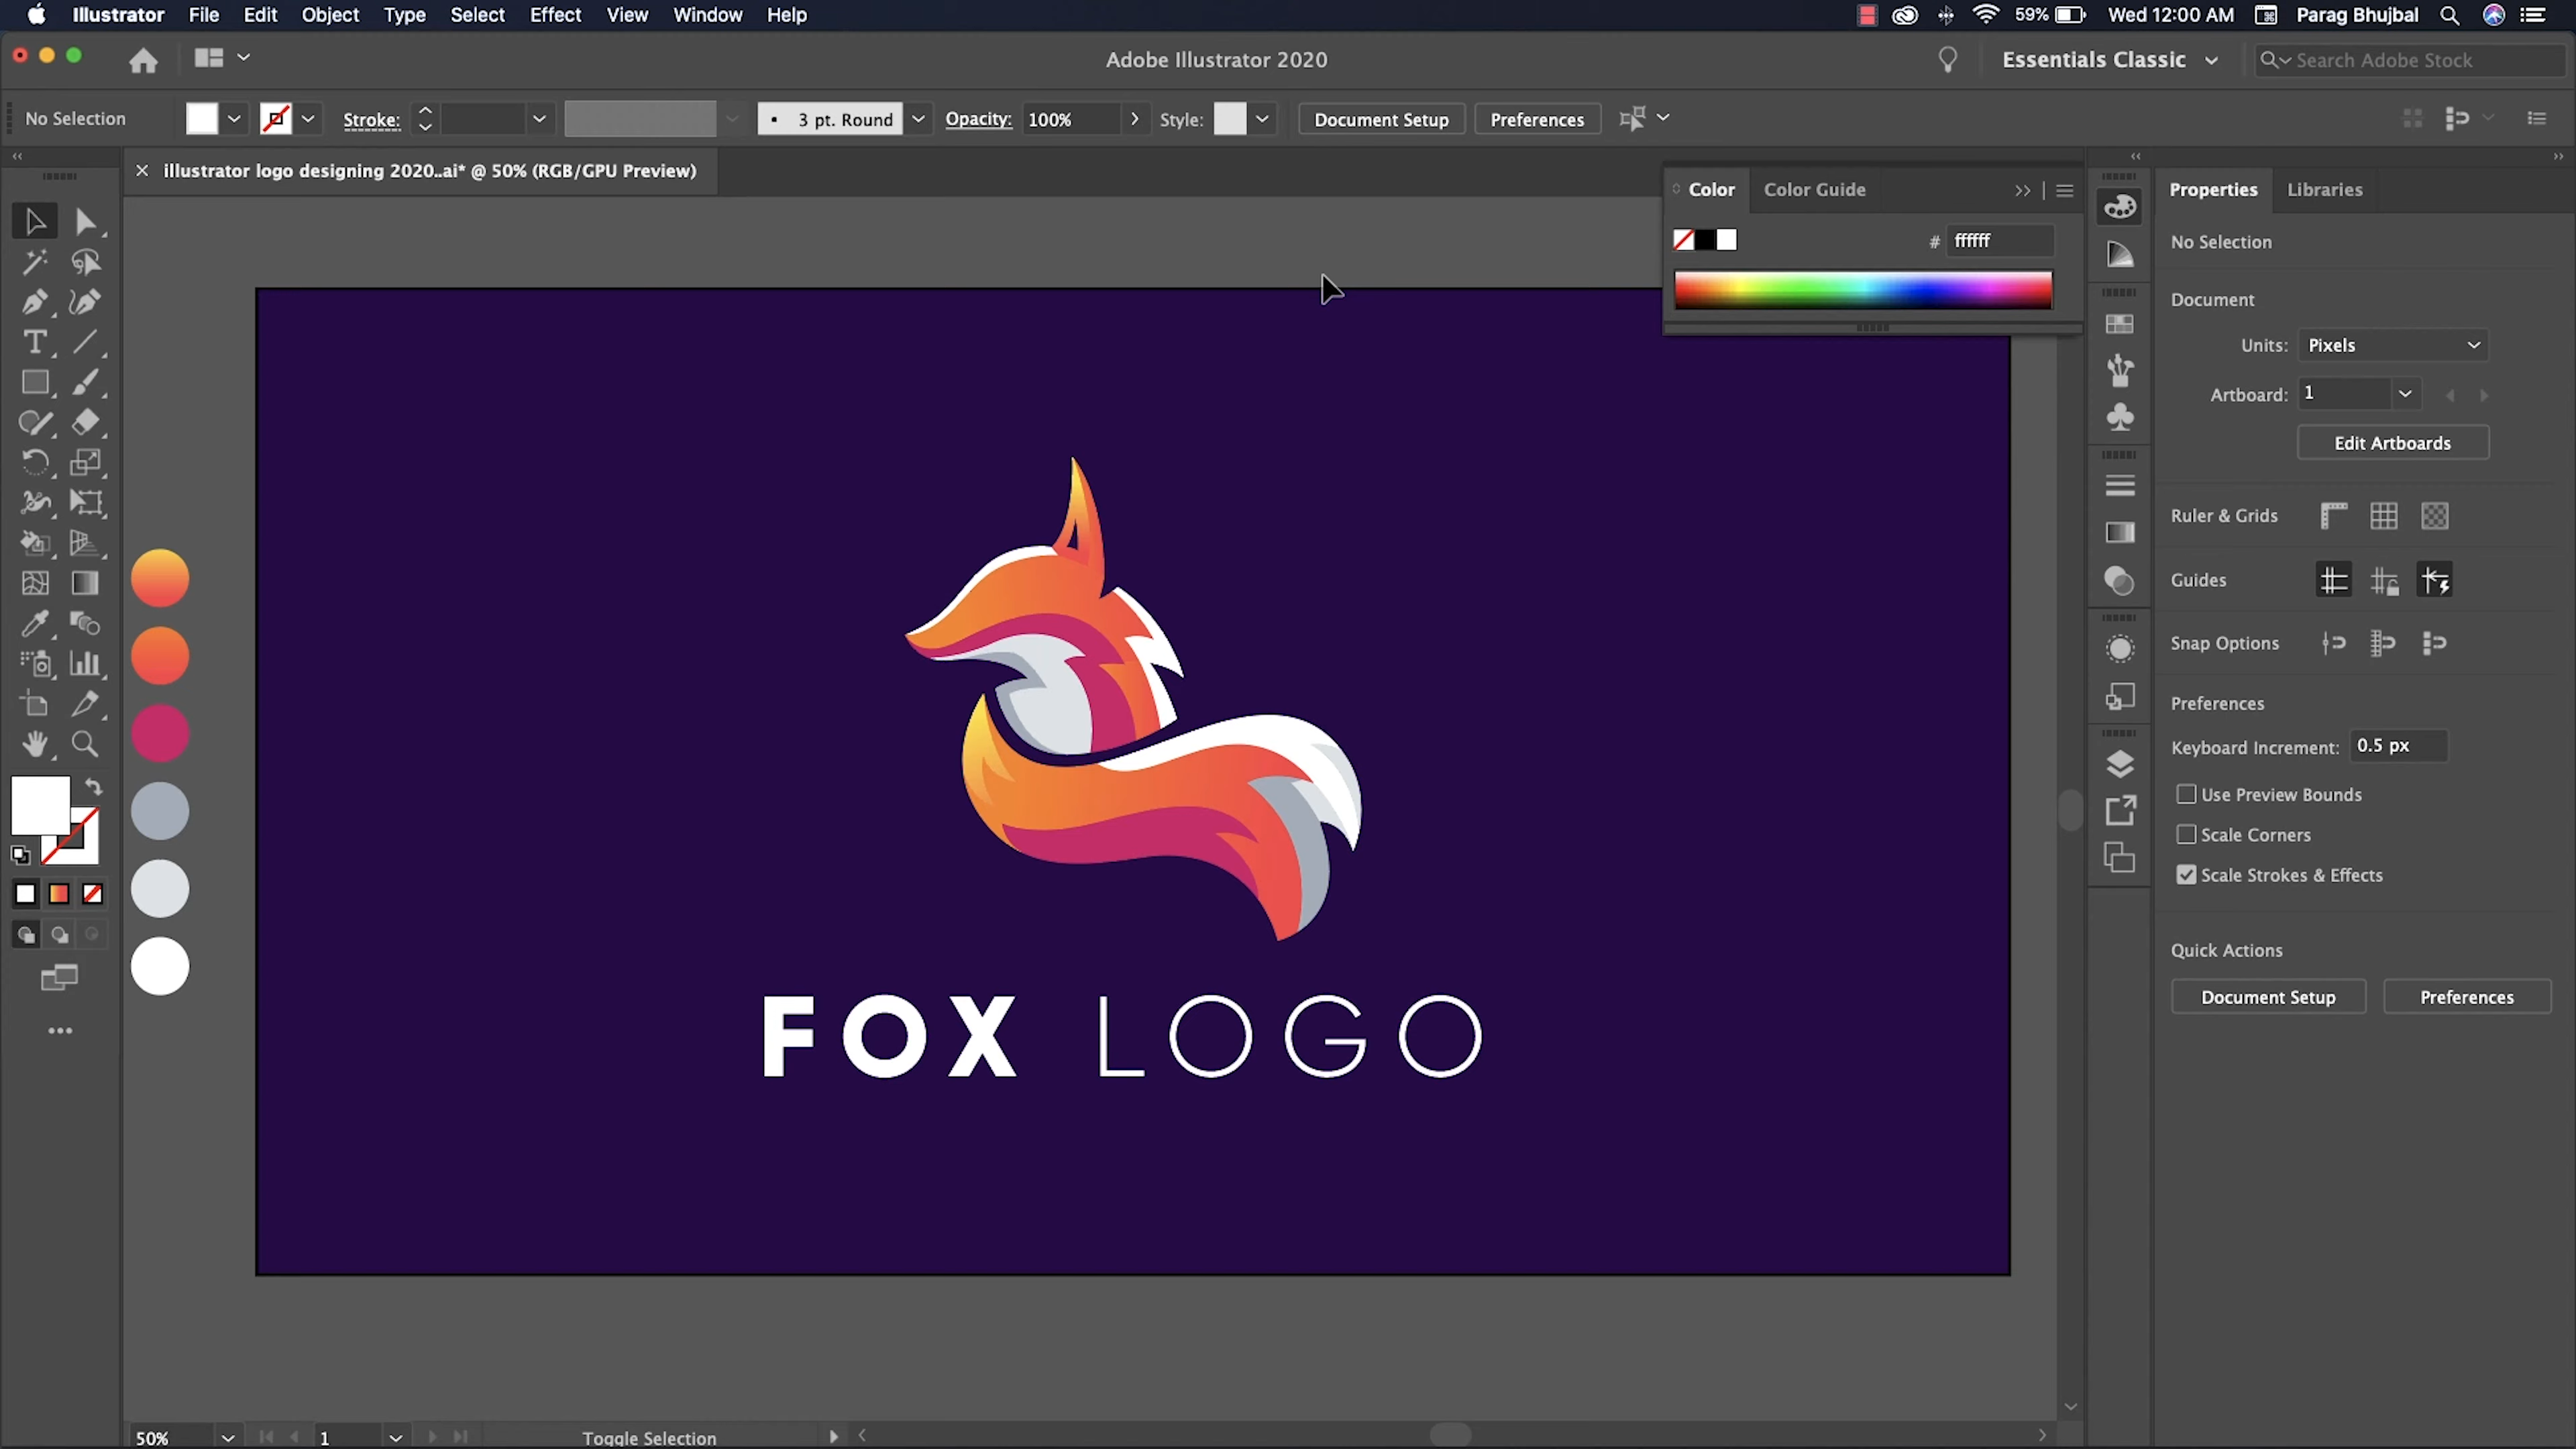 Illustrator File Edit Object Type Select Effect View Window Help 59% Wed 12:00 AM Parag Bhujbal
Adobe Illustrator 2020 Essentials Classic Search Adobe Stock
No Selection Stroke: 3 pt. Round Opacity: 100% Style: Document Setup Preferences
illustrator logo designing 2020..ai* @ 50% (RGB/GPU Preview)
Color Color Guide
# ffffff
Properties Libraries
No Selection
Document
Units: Pixels
Artboard: 1
Edit Artboards
Ruler & Grids
Guides
Snap Options
Preferences
Keyboard Increment: 0.5 px
Use Preview Bounds
Scale Corners
Scale Strokes & Effects
Quick Actions
Document Setup Preferences
FOX LOGO
50% 1 Toggle Selection